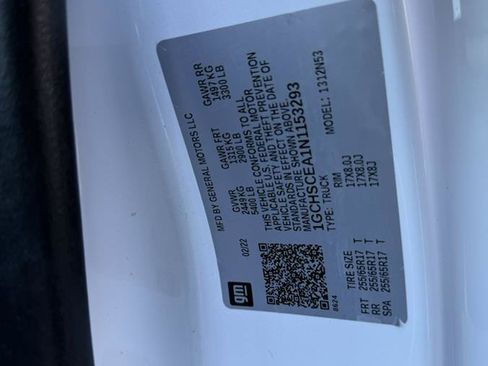 MFD BY GENERAL MOTORS LLC
02/22
GVWR
2449 KG
5400 LB
GAWR FRT
1315 KG
2900 LB
GAWR RR
1497 KG
3300 LB
THIS VEHICLE CONFORMS TO ALL
APPLICABLE U.S. FEDERAL MOTOR
VEHICLE SAFETY AND THEFT PREVENTION
STANDARDS IN EFFECT ON THE DATE OF
MANUFACTURE SHOWN ABOVE.
1GCHSCEA1N1153293
TYPE: TRUCK
MODEL: 1312N53
gm
8624
TIRE SIZE RIM
FRT 255/65R17 T 17X8.0J
RR 255/65R17 T 17X8.0J
SPA 255/65R17 T 17X8J